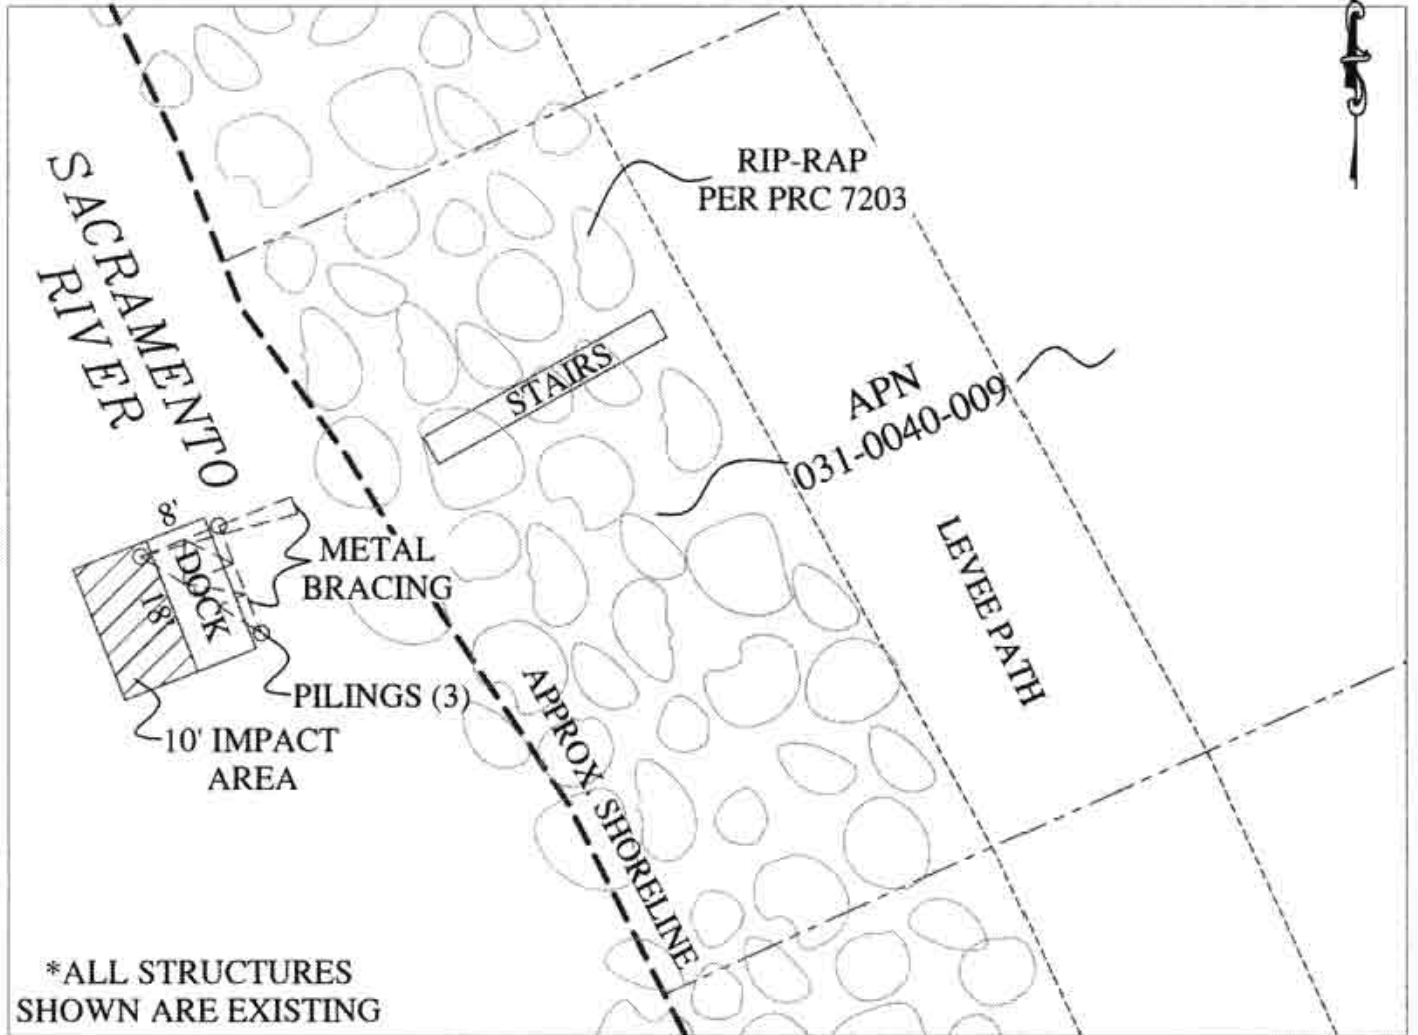 RIP-RAP
PER PRC 7203
SACRAMENTO
RIVER
STAIRS
APN
031-0040-009
8'
DOCK
18'
METAL
BRACING
LEVEE PATH
PILINGS (3)
10' IMPACT
AREA
APPROX. SHORELINE
*ALL STRUCTURES
SHOWN ARE EXISTING